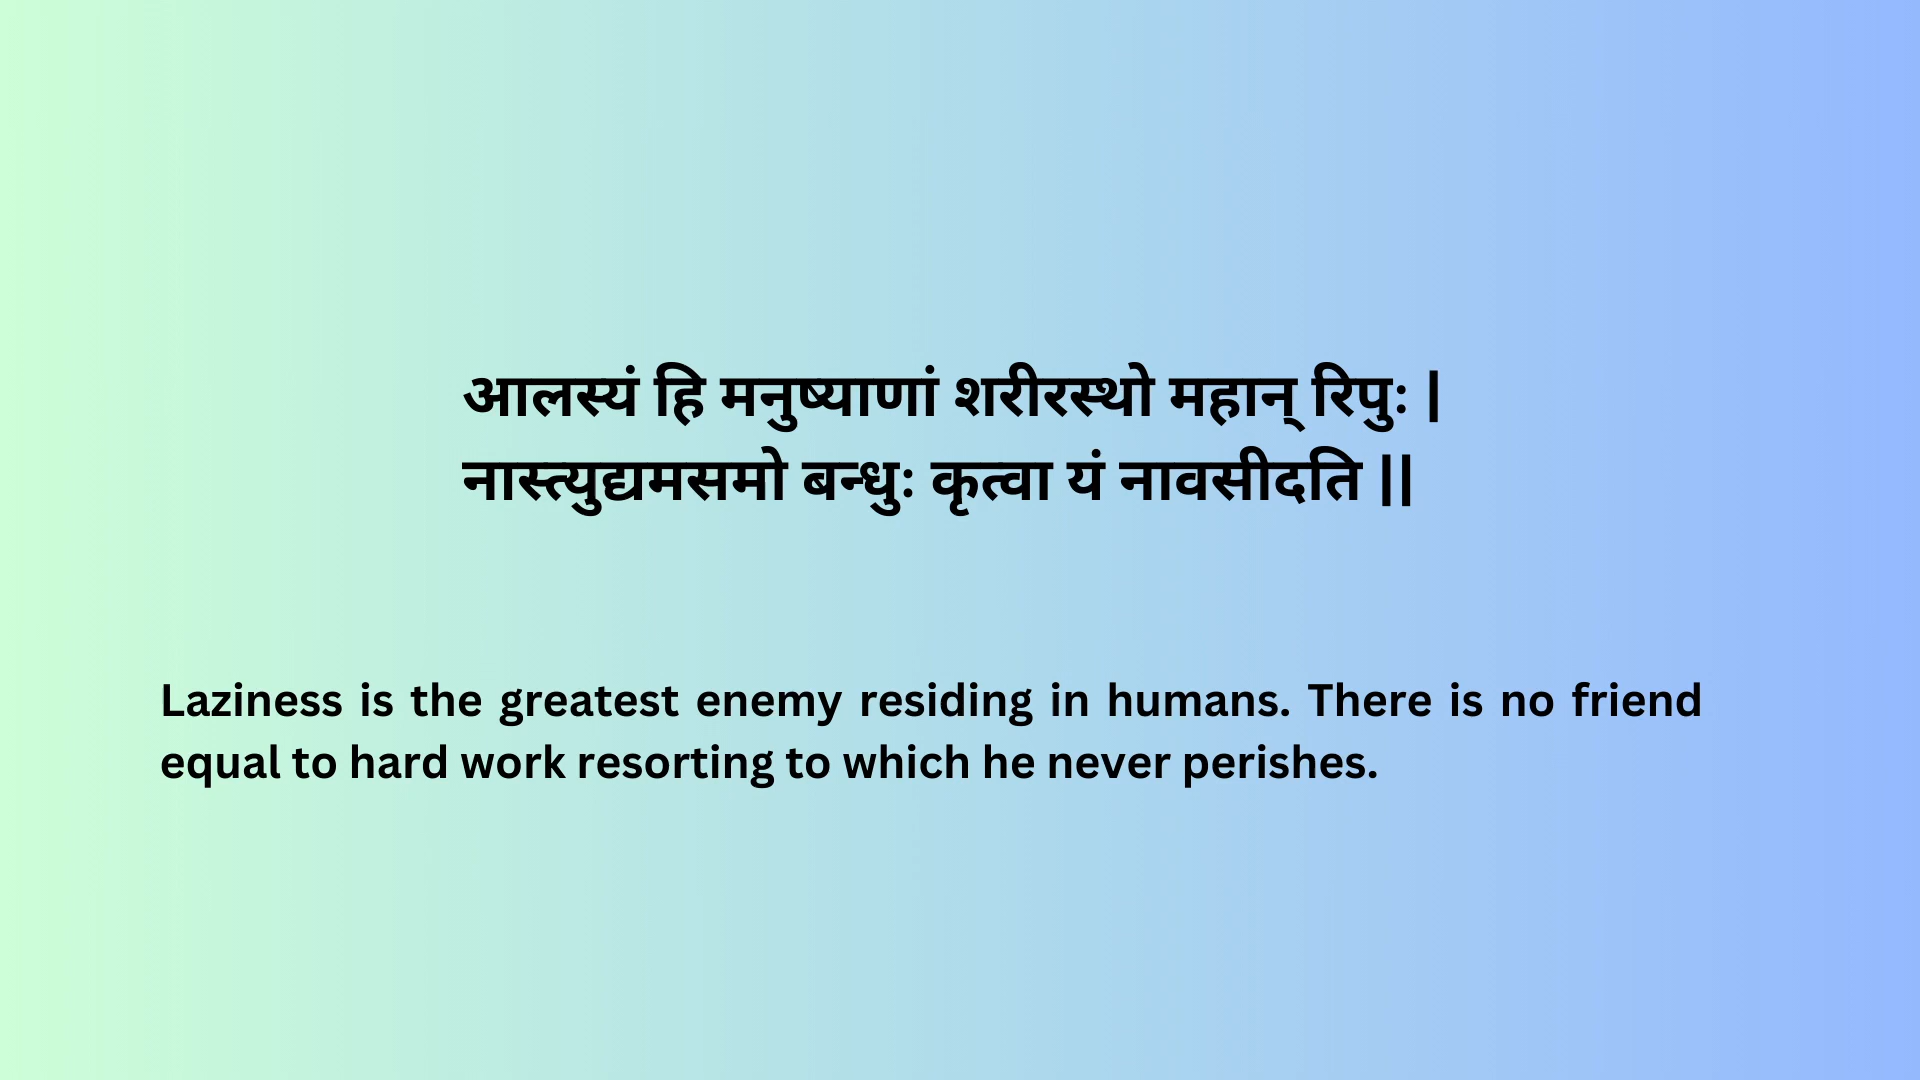 आलस्यं हि मनुष्याणां शरीरस्थो महान् रिपुः |
नास्त्युद्यमसमो बन्धुः कृत्वा यं नावसीदति ||
Laziness is the greatest enemy residing in humans. There is no friend
equal to hard work resorting to which he never perishes.